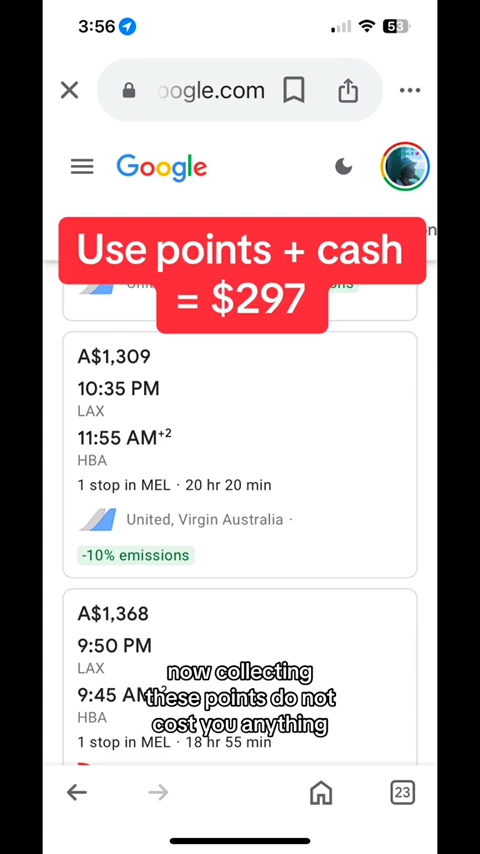 3:56
53
oogle.com
Google
Use points + cash
= $297
A$1,309
10:35 PM
LAX
11:55 AM+2
HBA
1 stop in MEL · 20 hr 20 min
United, Virgin Australia ·
-10% emissions
A$1,368
9:50 PM
LAX
now collecting
these points do not
cost you anything
9:45 AM
HBA
1 stop in MEL · 18 hr 55 min
23